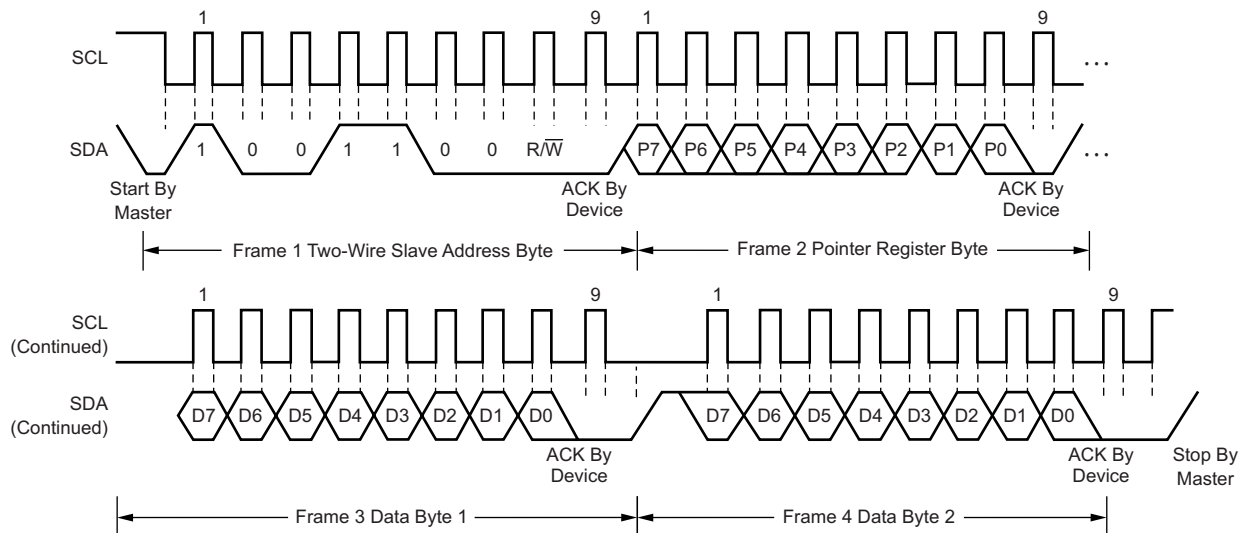 1 9 1 9
SCL ...
SDA 1 0 0 1 1 0 0 R/W̅ P7 P6 P5 P4 P3 P2 P1 P0 ...
Start By Master
ACK By Device
ACK By Device
Frame 1 Two-Wire Slave Address Byte
Frame 2 Pointer Register Byte
1 9 1 9
SCL
(Continued)
SDA
(Continued)
D7 D6 D5 D4 D3 D2 D1 D0 D7 D6 D5 D4 D3 D2 D1 D0
ACK By
Device
ACK By
Device
Stop By
Master
Frame 3 Data Byte 1
Frame 4 Data Byte 2